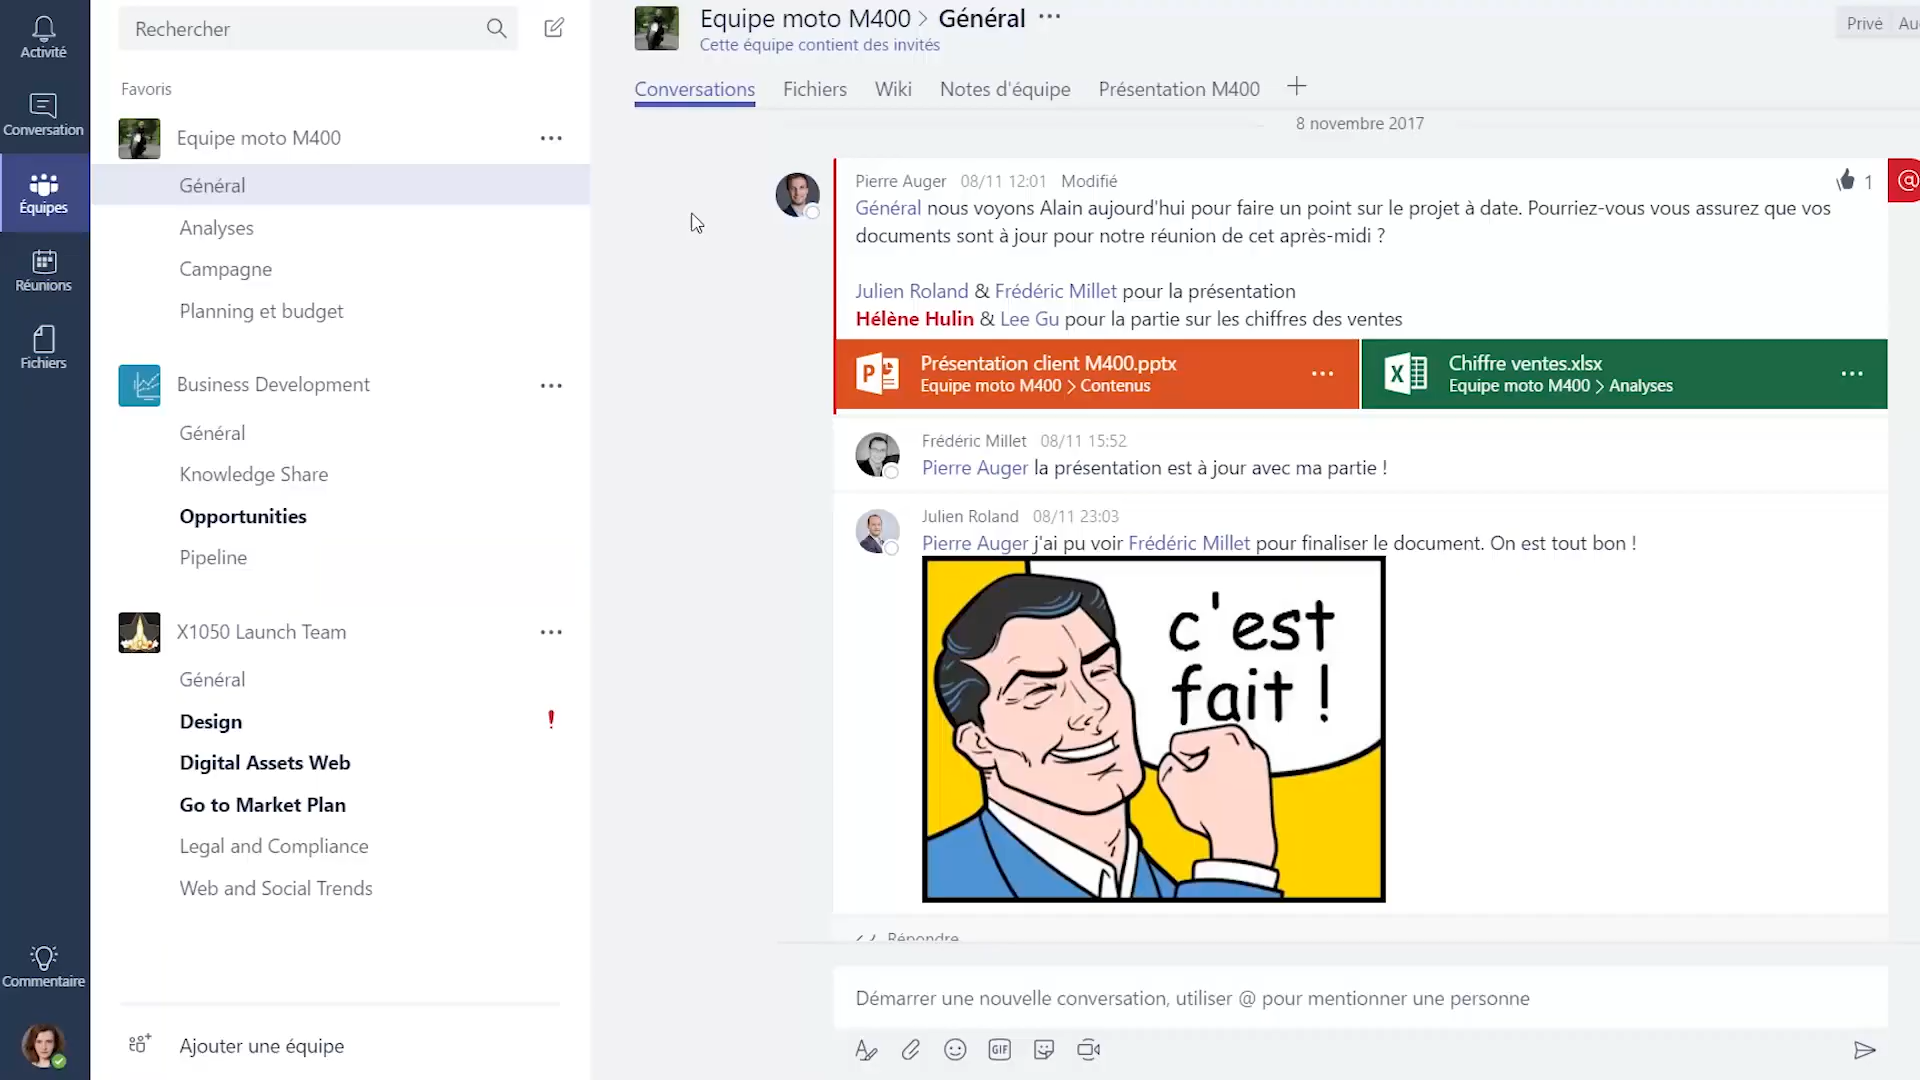 Activité
Conversation
Équipes
Réunions
Fichiers
Commentaire
Rechercher
Favoris
Equipe moto M400
Général
Analyses
Campagne
Planning et budget
Business Development
Général
Knowledge Share
Opportunities
Pipeline
X1050 Launch Team
Général
Design
Digital Assets Web
Go to Market Plan
Legal and Compliance
Web and Social Trends
Ajouter une équipe
Equipe moto M400 > Général ...
Cette équipe contient des invités
Privé Au
Conversations Fichiers Wiki Notes d'équipe Présentation M400
8 novembre 2017
Pierre Auger 08/11 12:01 Modifié
1
@
Général nous voyons Alain aujourd'hui pour faire un point sur le projet à date. Pourriez-vous vous assurez que vos
documents sont à jour pour notre réunion de cet après-midi ?
Julien Roland & Frédéric Millet pour la présentation
Hélène Hulin & Lee Gu pour la partie sur les chiffres des ventes
Présentation client M400.pptx
Equipe moto M400 > Contenus
Chiffre ventes.xlsx
Equipe moto M400 > Analyses
Frédéric Millet 08/11 15:52
Pierre Auger la présentation est à jour avec ma partie !
Julien Roland 08/11 23:03
Pierre Auger j'ai pu voir Frédéric Millet pour finaliser le document. On est tout bon !
c'est
fait !
Répondre
Démarrer une nouvelle conversation, utiliser @ pour mentionner une personne
GIF